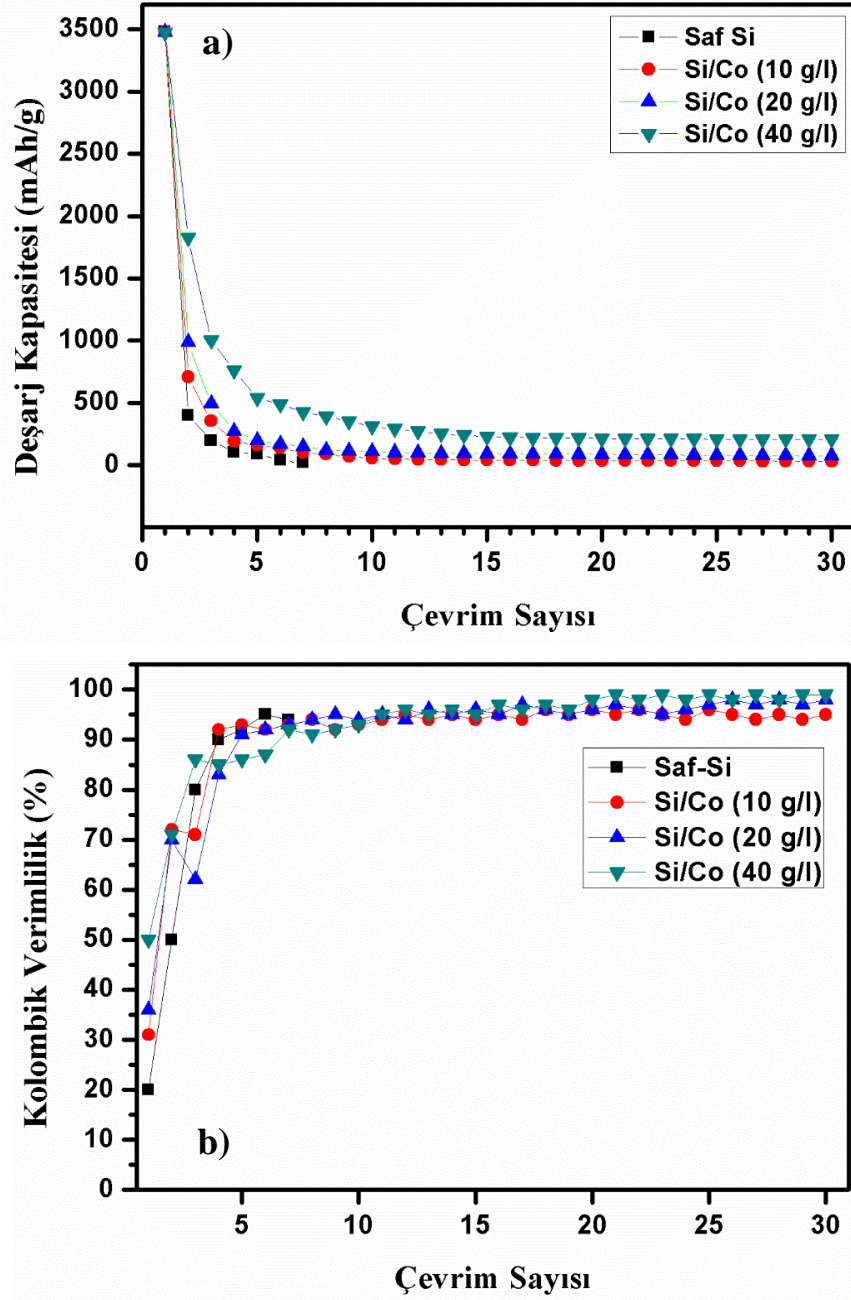 a)
Saf Si
Si/Co (10 g/l)
Si/Co (20 g/l)
Si/Co (40 g/l)
3500
3000
2500
2000
1500
1000
500
0
Deşarj Kapasitesi (mAh/g)
0 5 10 15 20 25 30
Çevrim Sayısı
100
90
80
70
60
50
40
30
20
10
0
Kolombik Verimlilik (%)
Saf-Si
Si/Co (10 g/l)
Si/Co (20 g/l)
Si/Co (40 g/l)
b)
5 10 15 20 25 30
Çevrim Sayısı